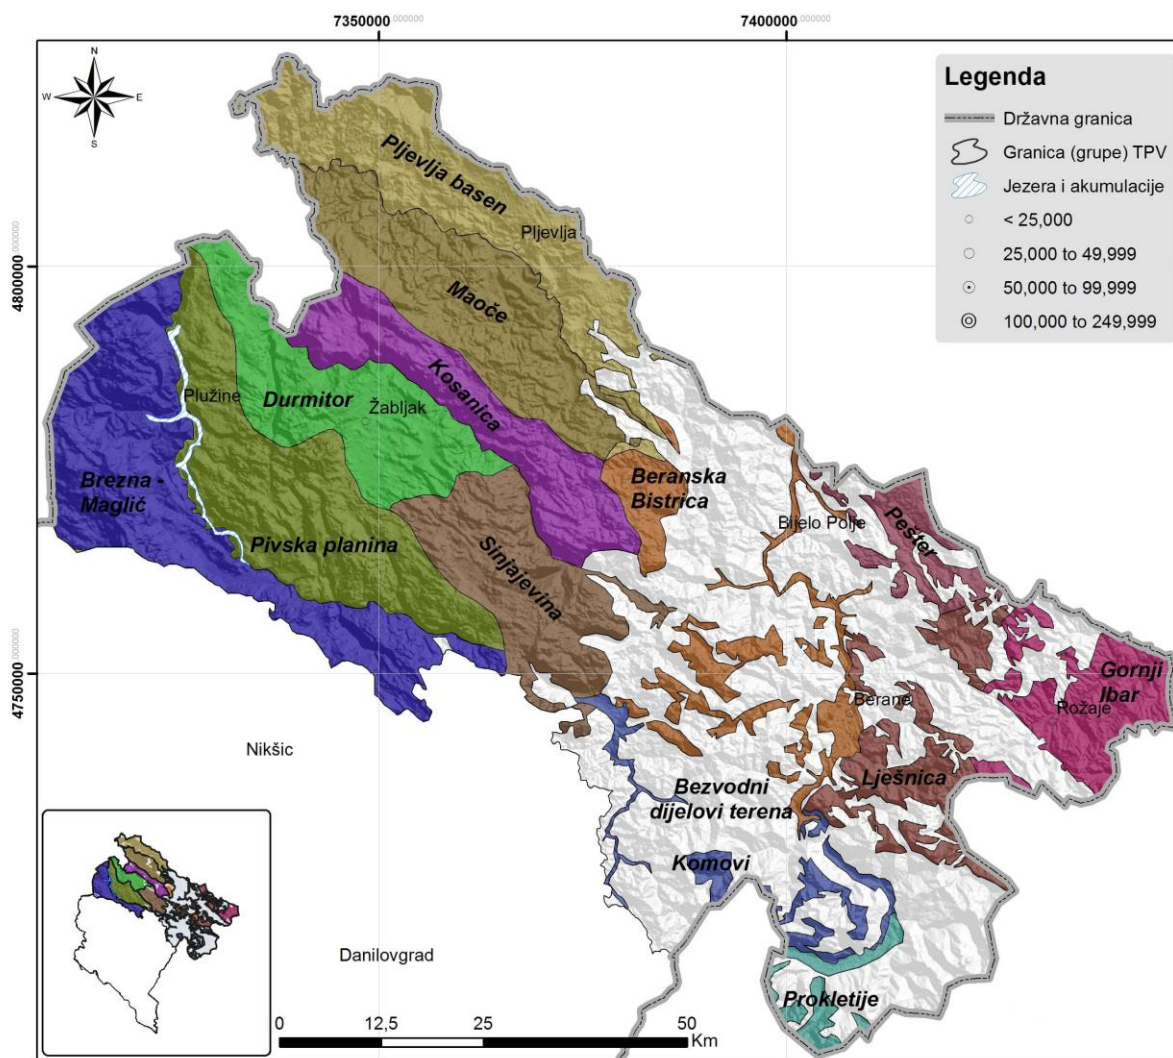 7350000,000000
7400000,000000
N
W
E
S
Legenda
Državna granica
Granica (grupe) TPV
Jezera i akumulacije
< 25,000
25,000 to 49,999
50,000 to 99,999
100,000 to 249,999
4800000,000000
4750000,000000
Pljevlja basen
Pljevlja
Maoče
Kosanica
Plužine
Durmitor
Žabljak
Brezna -
Maglić
Beranska
Bistrica
Bijelo Polje
Pešter
Pivska planina
Sinjajevina
Gornji
Ibar
Rožaje
Berane
Nikšic
Lješnica
Bezvodni
dijelovi terena
Komovi
Danilovgrad
Prokletije
0
12,5
25
50
Km